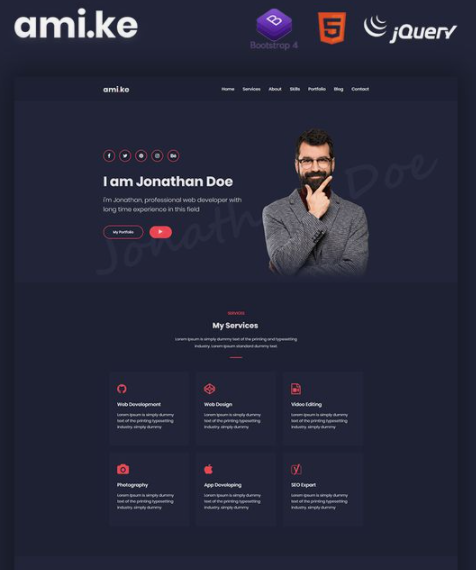 ami.ke
Bootstrap 4
jQuery
ami.ke
Home Services About Skills Portfolio Blog Contact
I am Jonathan Doe
I'm Jonathan, professional web developer with
long time experience in this field
My Portfolio
Jonathan Doe
SERVICES
My Services
Lorem ipsum is simply dummy text of the printing and typesetting
industry. Lorem ipsum standard dummy text.
Web Development
Lorem ipsum is simply dummy
text of the printing typesetting
industry. simply dummy
Web Design
Lorem ipsum is simply dummy
text of the printing typesetting
industry. simply dummy
Video Editing
Lorem ipsum is simply dummy
text of the printing typesetting
industry. simply dummy
Photography
Lorem ipsum is simply dummy
text of the printing typesetting
industry. simply dummy
App Developing
Lorem ipsum is simply dummy
text of the printing typesetting
industry. simply dummy
SEO Expart
Lorem ipsum is simply dummy
text of the printing typesetting
industry. simply dummy